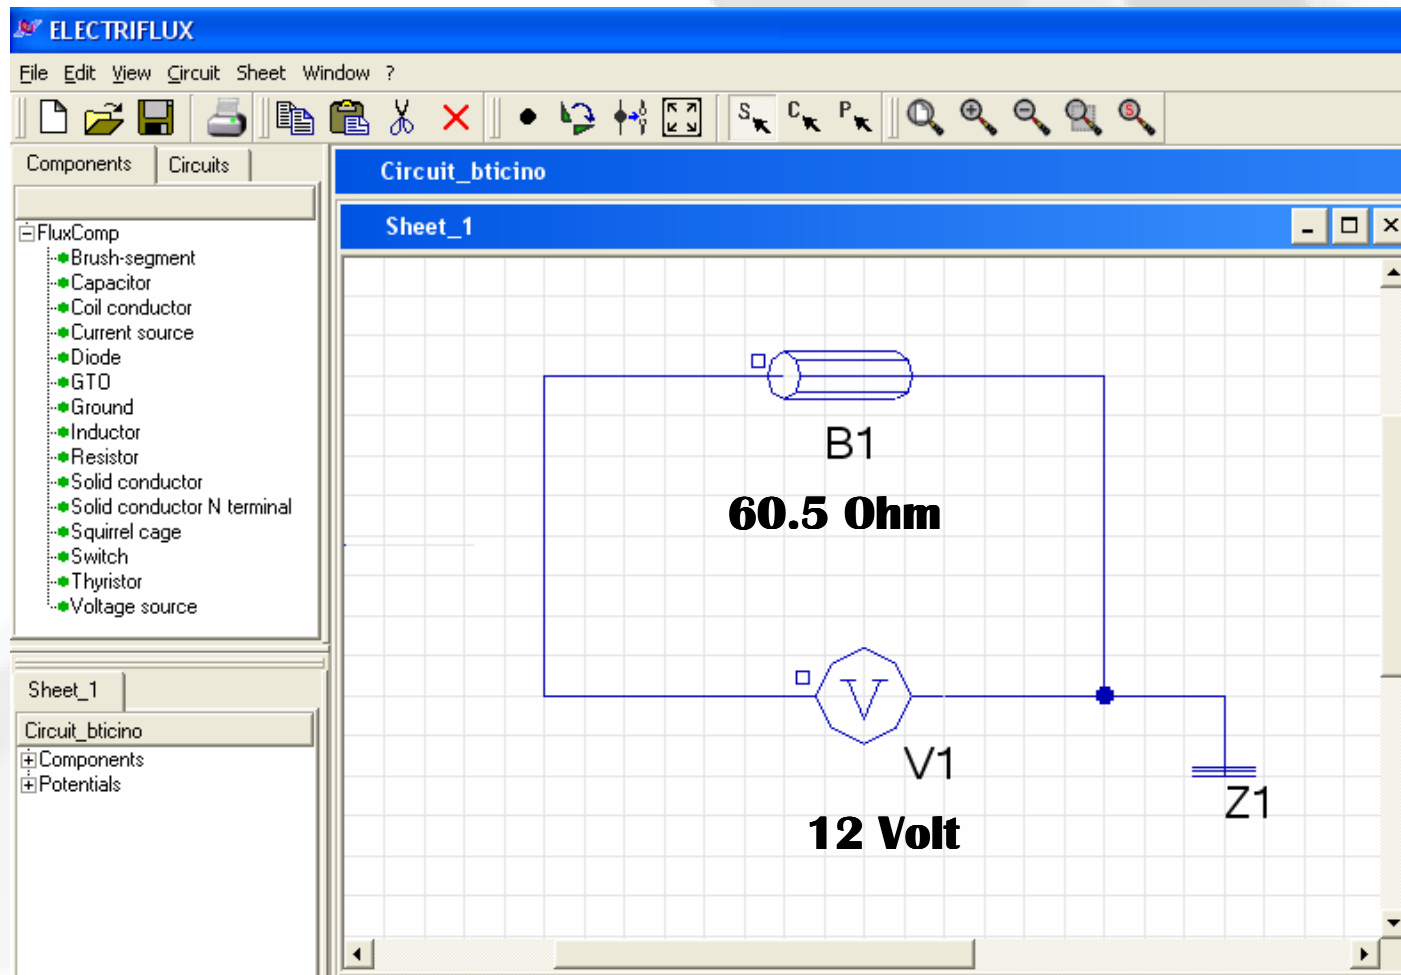 ELECTRIFLUX
File Edit View Circuit Sheet Window ?
S C P S
Components Circuits
FluxComp
Brush-segment
Capacitor
Coil conductor
Current source
Diode
GTO
Ground
Inductor
Resistor
Solid conductor
Solid conductor N terminal
Squirrel cage
Switch
Thyristor
Voltage source
Sheet_1
Circuit_bticino
Components
Potentials
Circuit_bticino
Sheet_1
B1
60.5 Ohm
V
V1
12 Volt
Z1